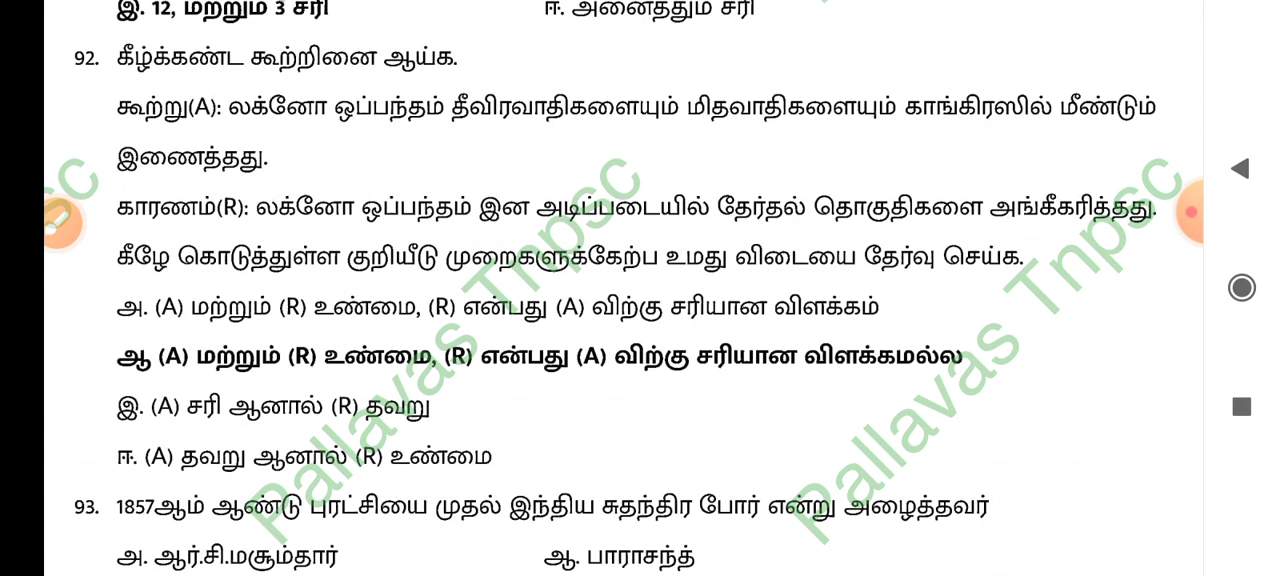 இ. 12, மற்றும் 3 சரி ஈ. அனைத்தும் சரி
92. கீழ்க்கண்ட கூற்றினை ஆய்க.
கூற்று(A): லக்னோ ஒப்பந்தம் தீவிரவாதிகளையும் மிதவாதிகளையும் காங்கிரஸில் மீண்டும்
இணைத்தது.
காரணம்(R): லக்னோ ஒப்பந்தம் இன அடிப்படையில் தேர்தல் தொகுதிகளை அங்கீகரித்தது.
கீழே கொடுத்துள்ள குறியீடு முறைகளுக்கேற்ப உமது விடையை தேர்வு செய்க.
அ. (A) மற்றும் (R) உண்மை, (R) என்பது (A) விற்கு சரியான விளக்கம்
ஆ (A) மற்றும் (R) உண்மை, (R) என்பது (A) விற்கு சரியான விளக்கமல்ல
இ. (A) சரி ஆனால் (R) தவறு
ஈ. (A) தவறு ஆனால் (R) உண்மை
93. 1857ஆம் ஆண்டு புரட்சியை முதல் இந்திய சுதந்திர போர் என்று அழைத்தவர்
அ. ஆர்.சி.மசூம்தார் ஆ. பாராசந்த்
sc
Pallavas Tnpsc
Pallavas Tnpsc